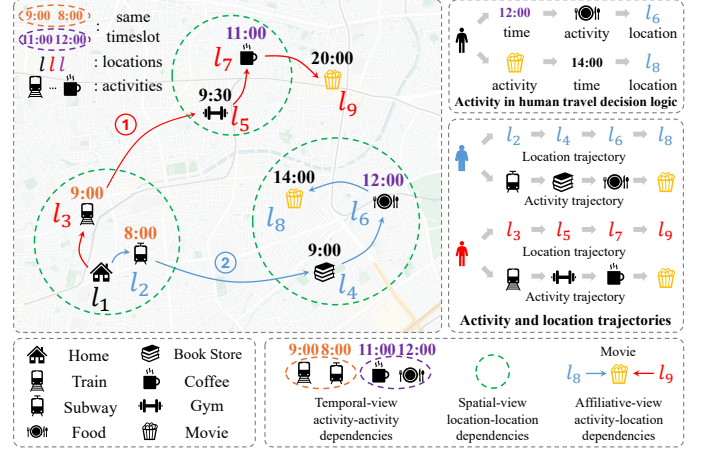 9:00 8:00 same
11:00 12:00 timeslot
l l l : locations
... : activities
11:00
l7
20:00
l9
9:30
l5
1
9:00
l3
8:00
l2
l1
2
14:00
l8
12:00
l6
9:00
l4
12:00 l6
time activity location
14:00 l8
activity time location
Activity in human travel decision logic
l2 l4 l6 l8
Location trajectory
Activity trajectory
l3 l5 l7 l9
Location trajectory
Activity trajectory
Activity and location trajectories
Home Book Store
Train Coffee
Subway Gym
Food Movie
9:00 8:00 11:00 12:00
Temporal-view
activity-activity
dependencies
Spatial-view
location-location
dependencies
Movie
l8 l9
Affiliative-view
activity-location
dependencies